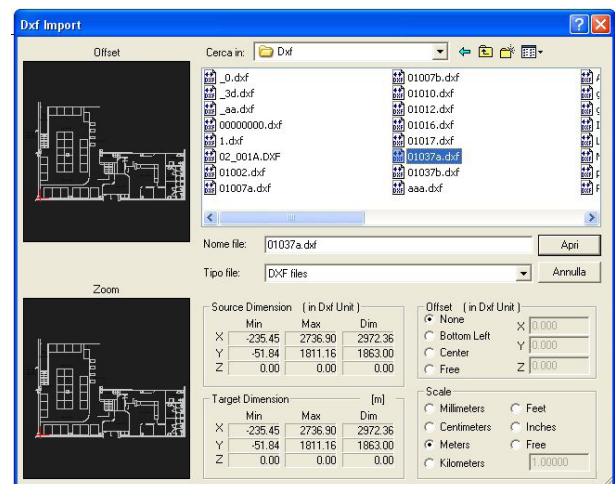 Dxf Import
Offset
Cerca in: Dxf
_0.dxf
_3d.dxf
_aa.dxf
00000000.dxf
1.dxf
02_001A.DXF
01002.dxf
01007a.dxf
01007b.dxf
01010.dxf
01012.dxf
01016.dxf
01017.dxf
01037a.dxf
01037b.dxf
aaa.dxf
Nome file: 01037a.dxf Apri
Tipo file: DXF files Annulla
Zoom
Source Dimension ( in Dxf Unit )
Min Max Dim
X -235.45 2736.90 2972.36
Y -51.84 1811.16 1863.00
Z 0.00 0.00 0.00
Target Dimension [m]
Min Max Dim
X -235.45 2736.90 2972.36
Y -51.84 1811.16 1863.00
Z 0.00 0.00 0.00
Offset ( in Dxf Unit )
None X 0.000
Bottom Left
Center Y 0.000
Free Z 0.000
Scale
Millimeters Feet
Centimeters Inches
Meters Free
Kilometers 1.00000